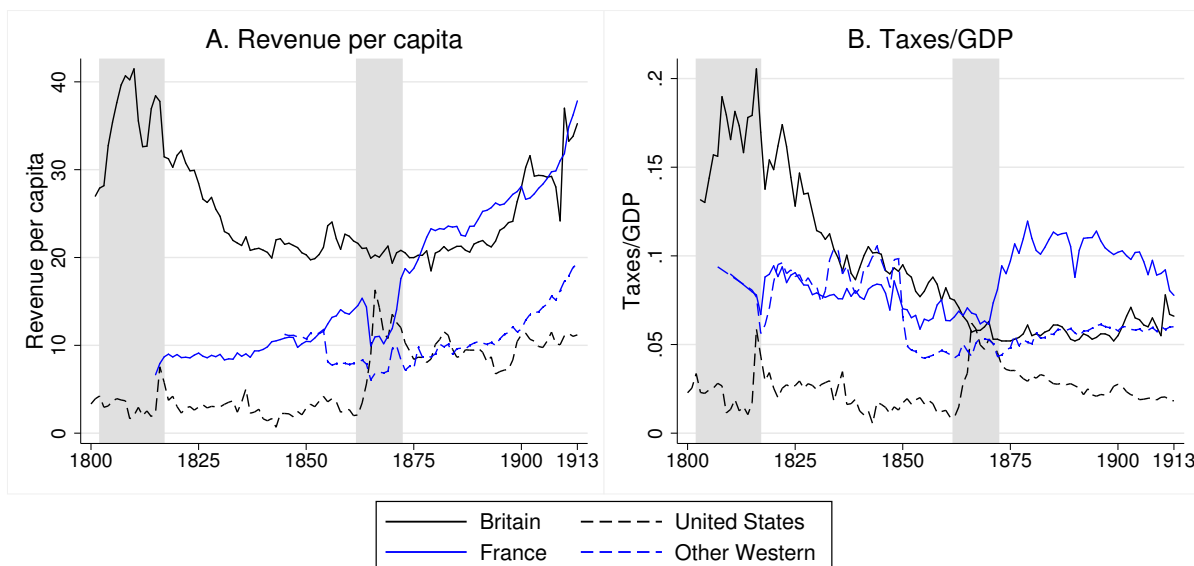 A. Revenue per capita
Revenue per capita
0 10 20 30 40
1800 1825 1850 1875 1900 1913
B. Taxes/GDP
Taxes/GDP
0 .05 .1 .15 .2
1800 1825 1850 1875 1900 1913
Britain United States
France Other Western